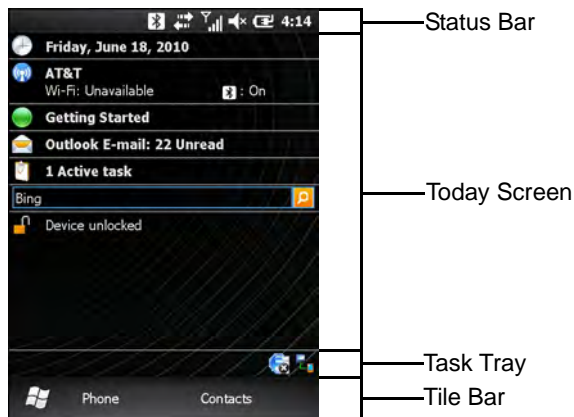 4:14 Status Bar
Friday, June 18, 2010
AT&T
Wi-Fi: Unavailable : On
Getting Started
Outlook E-mail: 22 Unread
1 Active task
Today Screen
Bing
Device unlocked
Task Tray
Phone Contacts Tile Bar